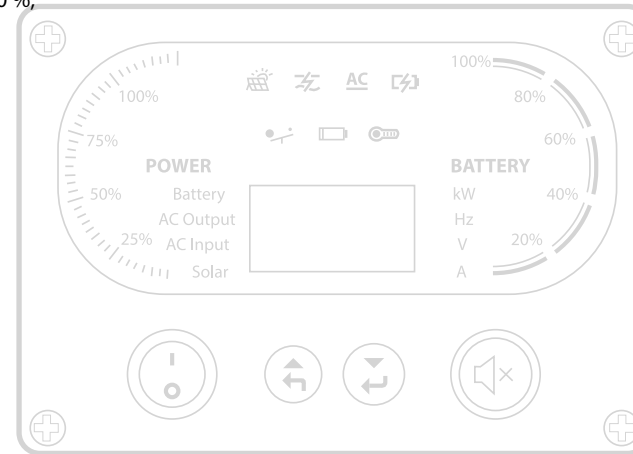 0 %,
100%
AC
100%
80%
75%
60%
POWER
BATTERY
50%
Battery
kW
40%
AC Output
Hz
25%
AC Input
V
20%
Solar
A